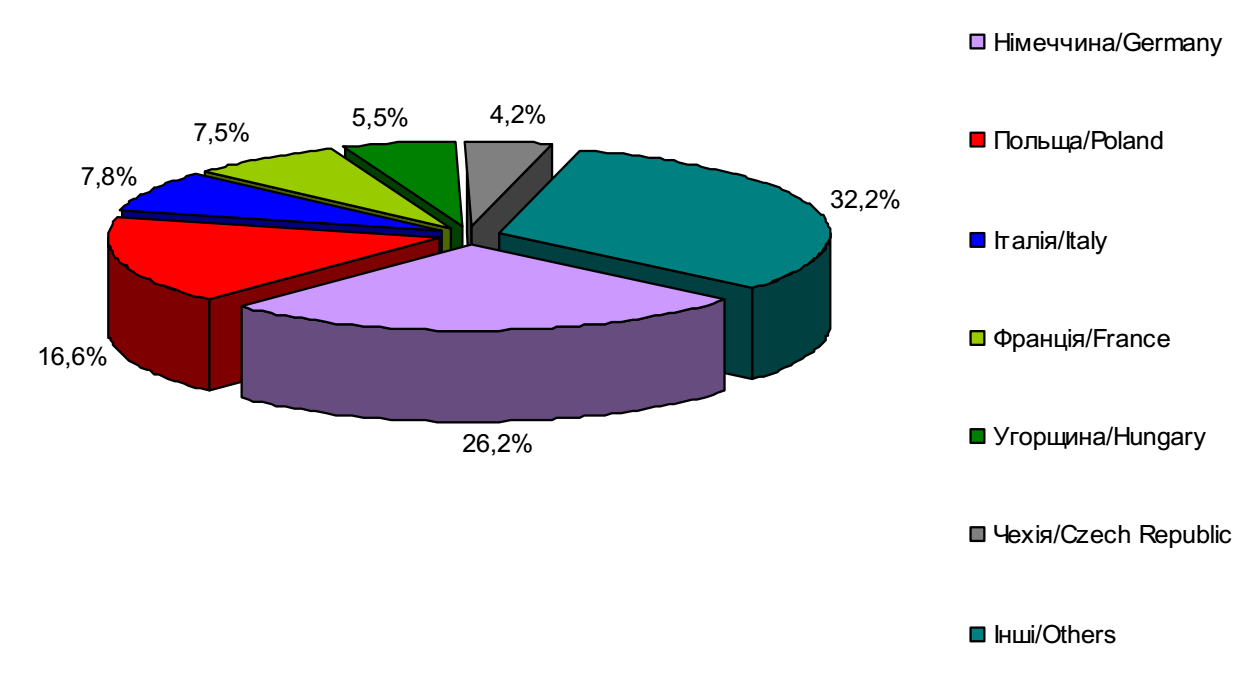 5,5%
4,2%
7,5%
7,8%
32,2%
16,6%
26,2%
Німеччина/Germany
Польща/Poland
Італія/Italy
Франція/France
Угорщина/Hungary
Чехія/Czech Republic
Інші/Others